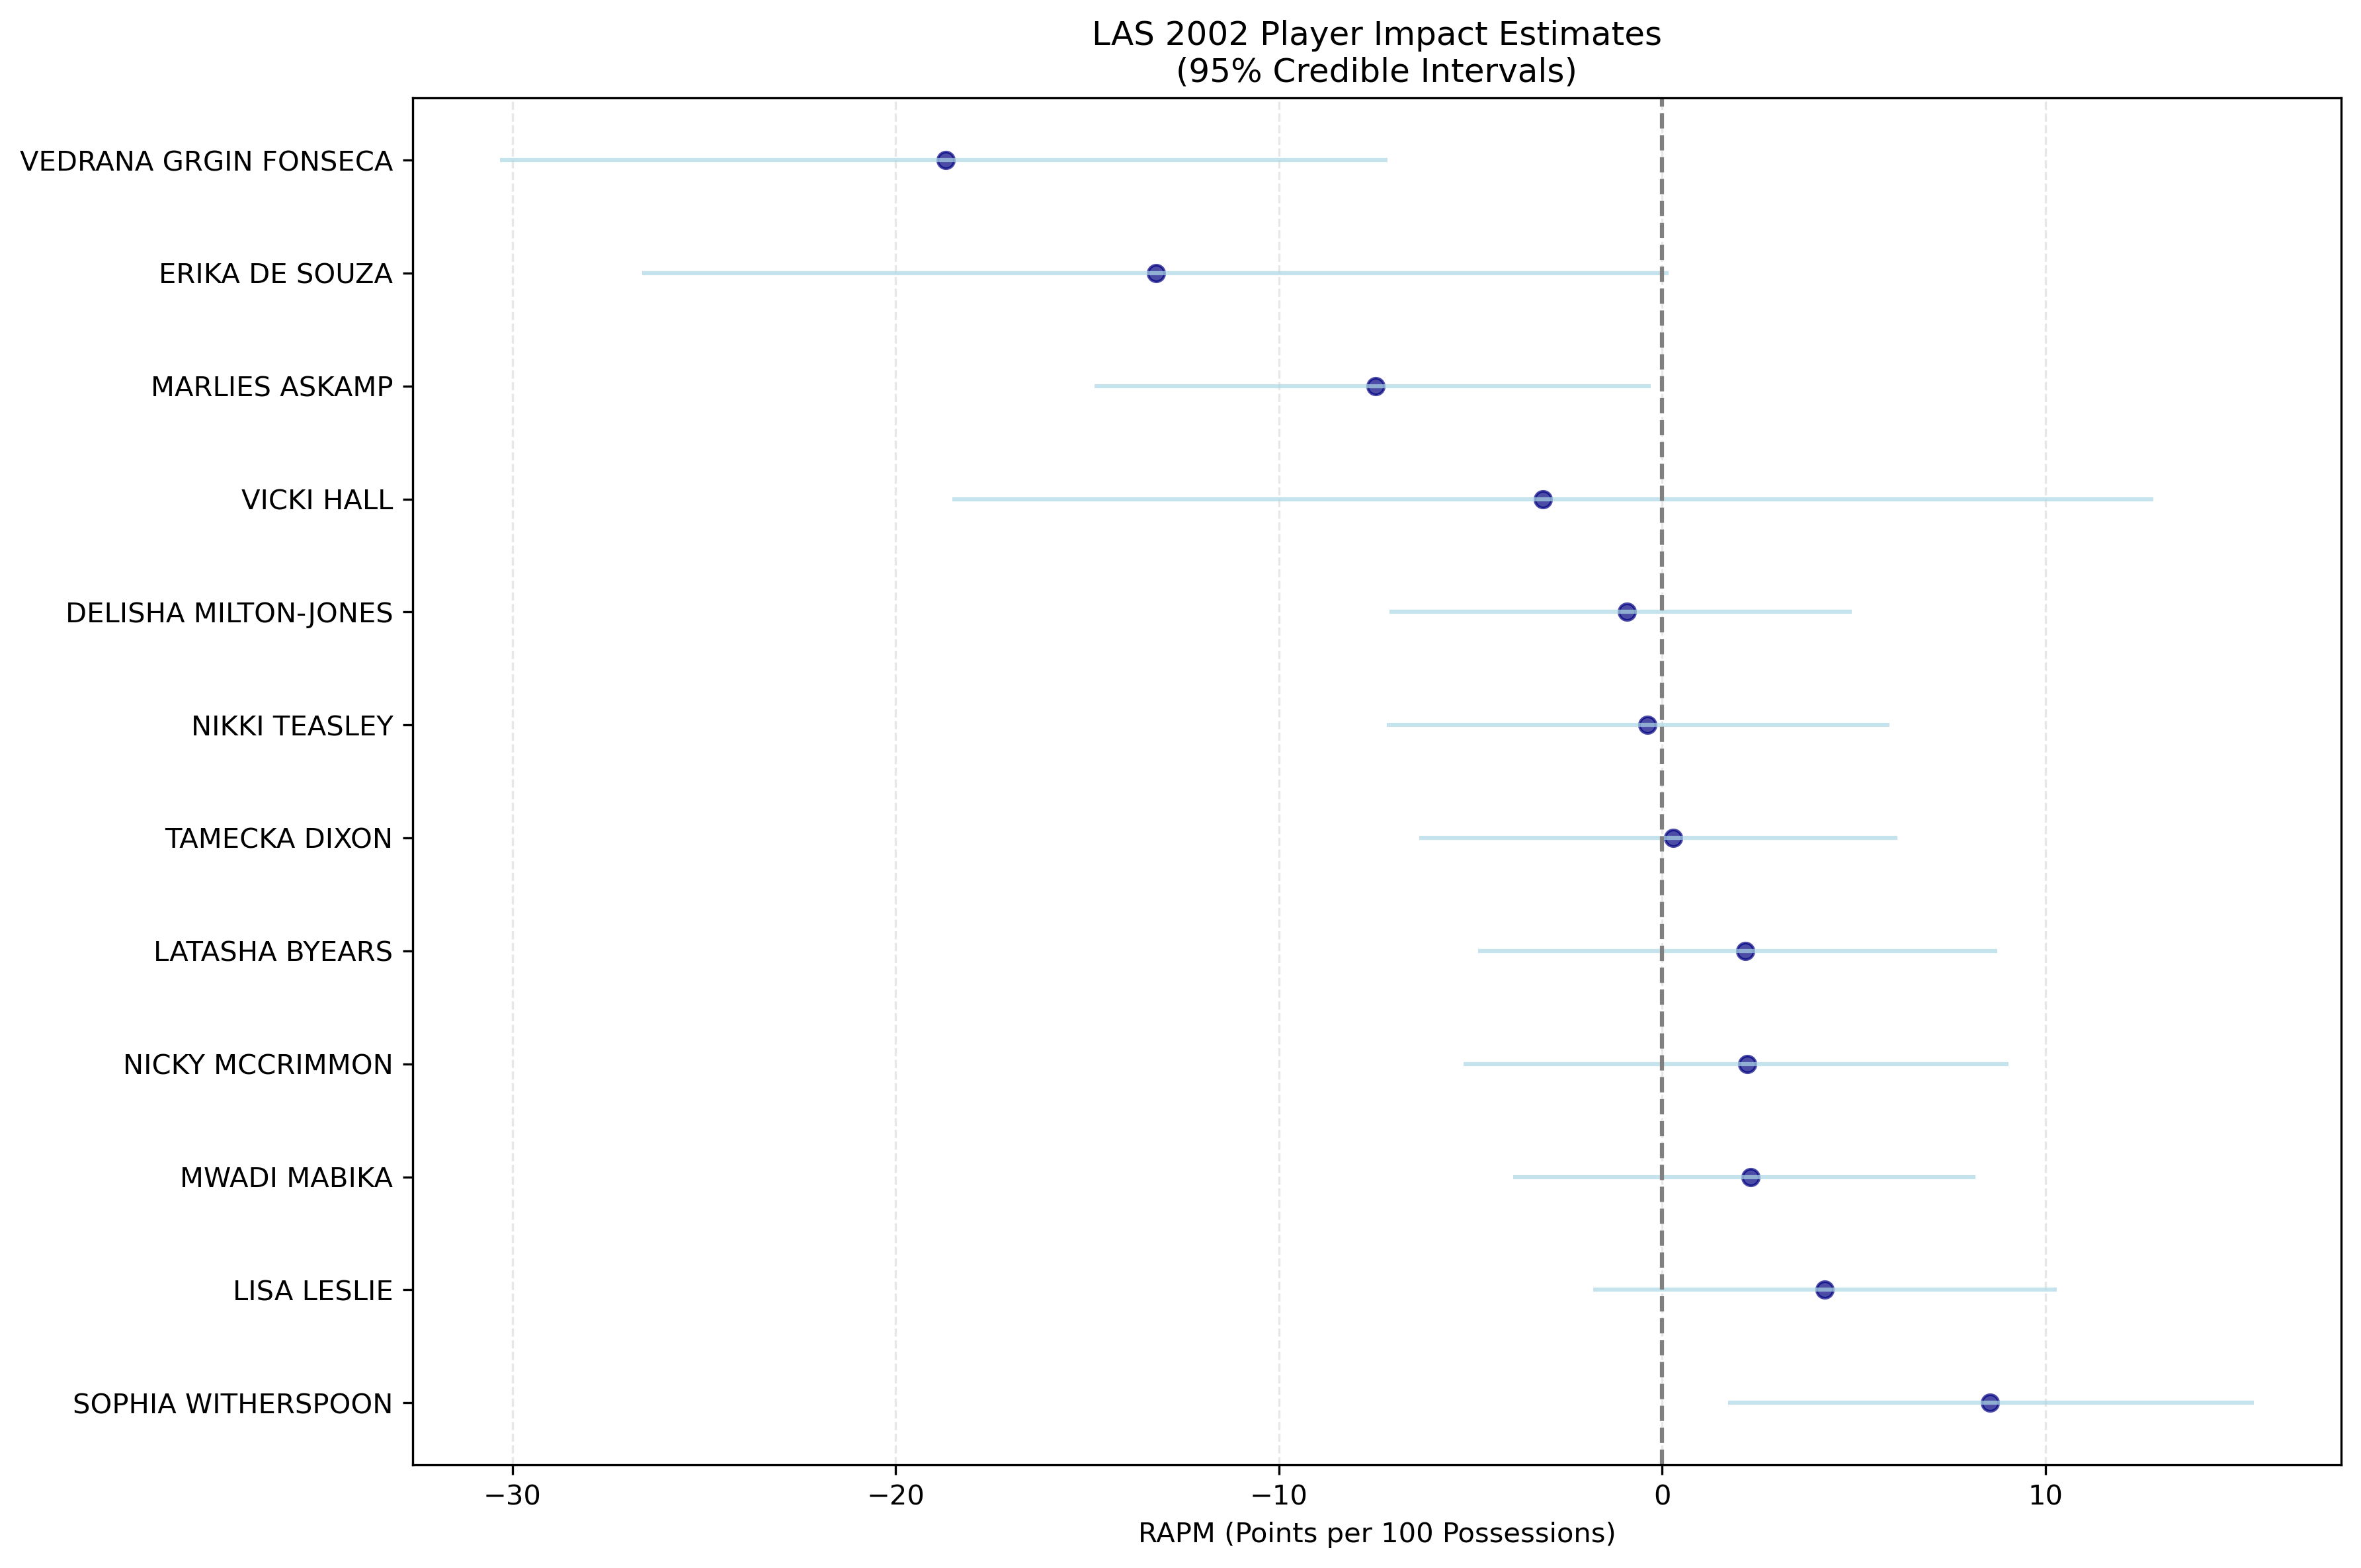 LAS 2002 Player Impact Estimates
(95% Credible Intervals)
VEDRANA GRGIN FONSECA
ERIKA DE SOUZA
MARLIES ASKAMP
VICKI HALL
DELISHA MILTON-JONES
NIKKI TEASLEY
TAMECKA DIXON
LATASHA BYEARS
NICKY MCCRIMMON
MWADI MABIKA
LISA LESLIE
SOPHIA WITHERSPOON
−30 −20 −10 0 10
RAPM (Points per 100 Possessions)